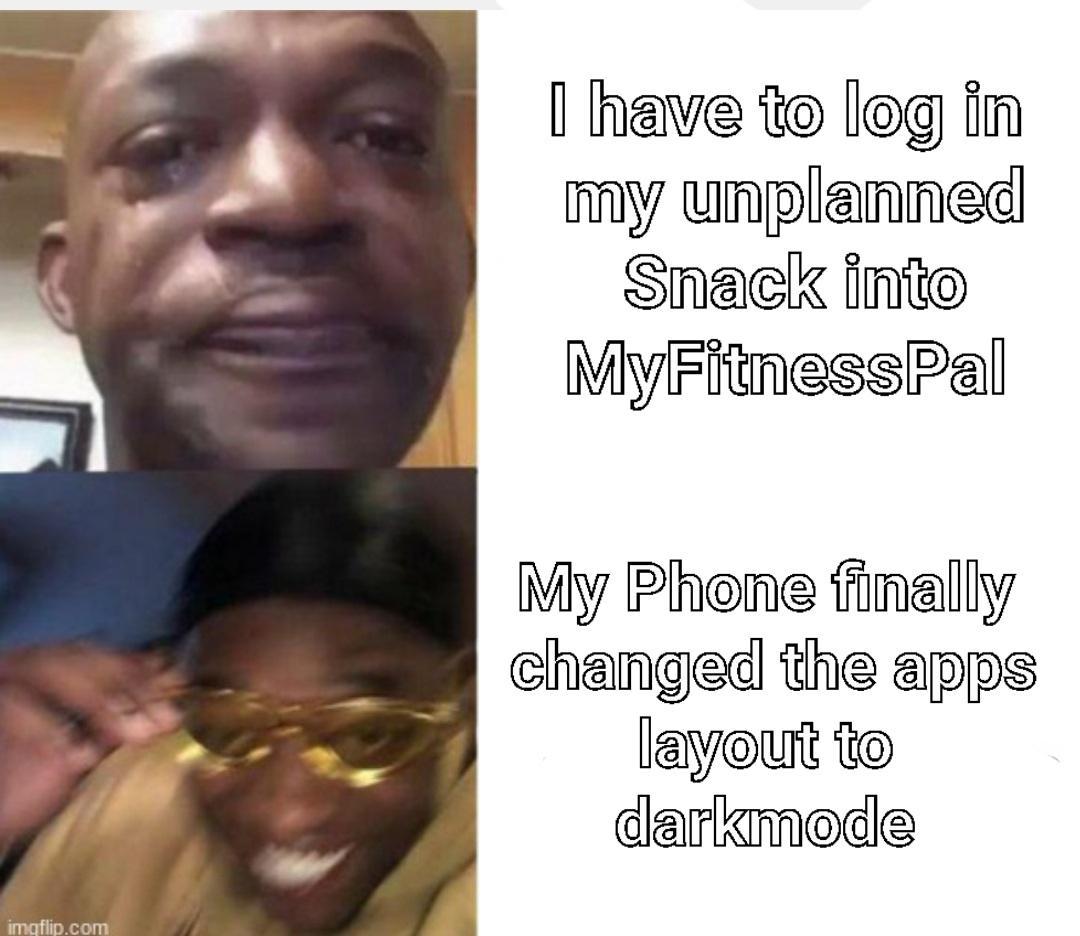 I have to log in
my unplanned
Snack into
MyFitnessPal
My Phone finally
changed the apps
layout to
darkmode
imgflip.com